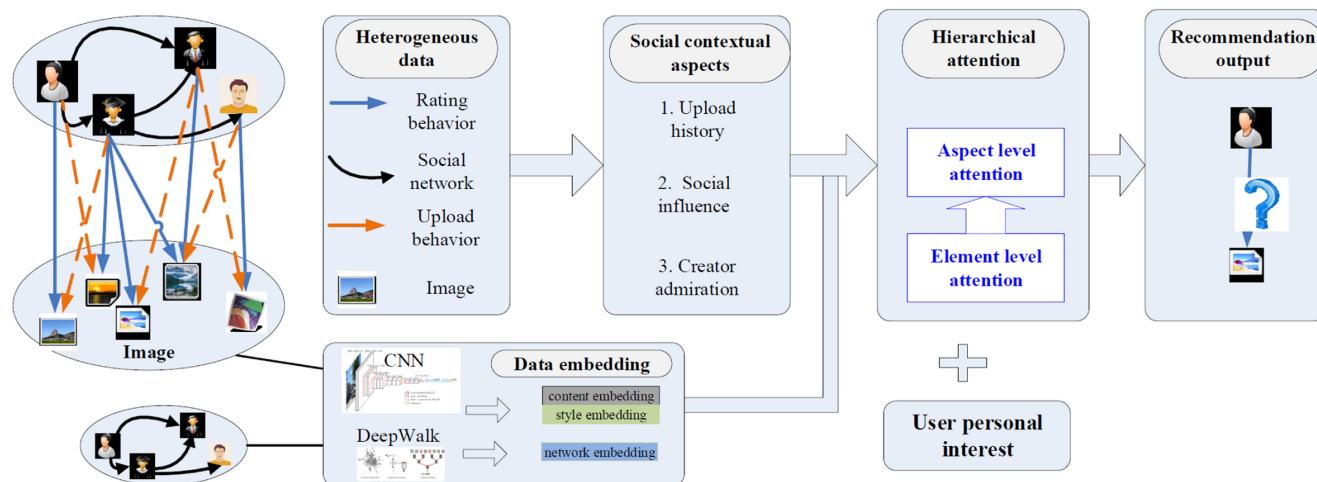 Heterogeneous
data
Rating
behavior
Social
network
Upload
behavior
Image
Social contextual
aspects
1. Upload
history
2. Social
influence
3. Creator
admiration
Hierarchical
attention
Aspect level
attention
Element level
attention
Recommendation
output
Image
CNN
Data embedding
content embedding
style embedding
DeepWalk
network embedding
User personal
interest